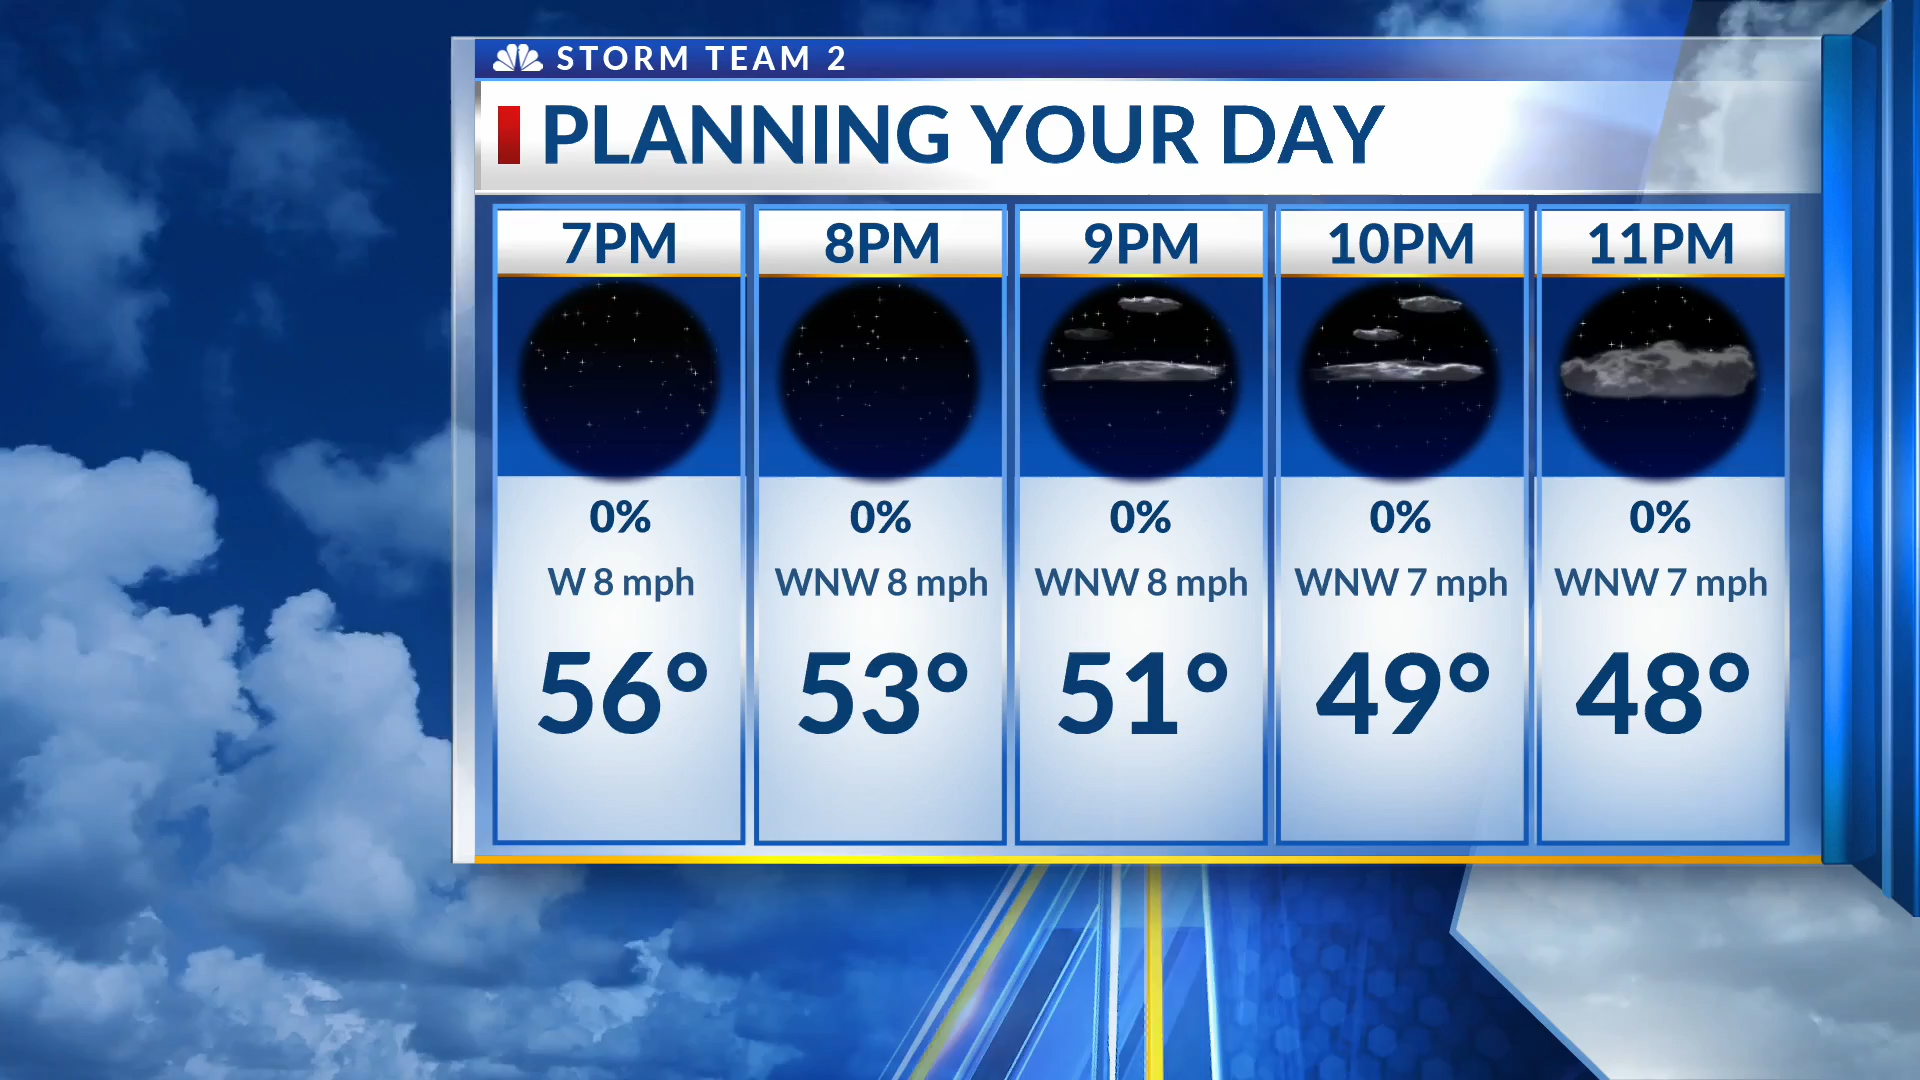 STORM TEAM 2
PLANNING YOUR DAY
7PM 8PM 9PM 10PM 11PM
0% 0% 0% 0% 0%
W 8 mph WNW 8 mph WNW 8 mph WNW 7 mph WNW 7 mph
56° 53° 51° 49° 48°